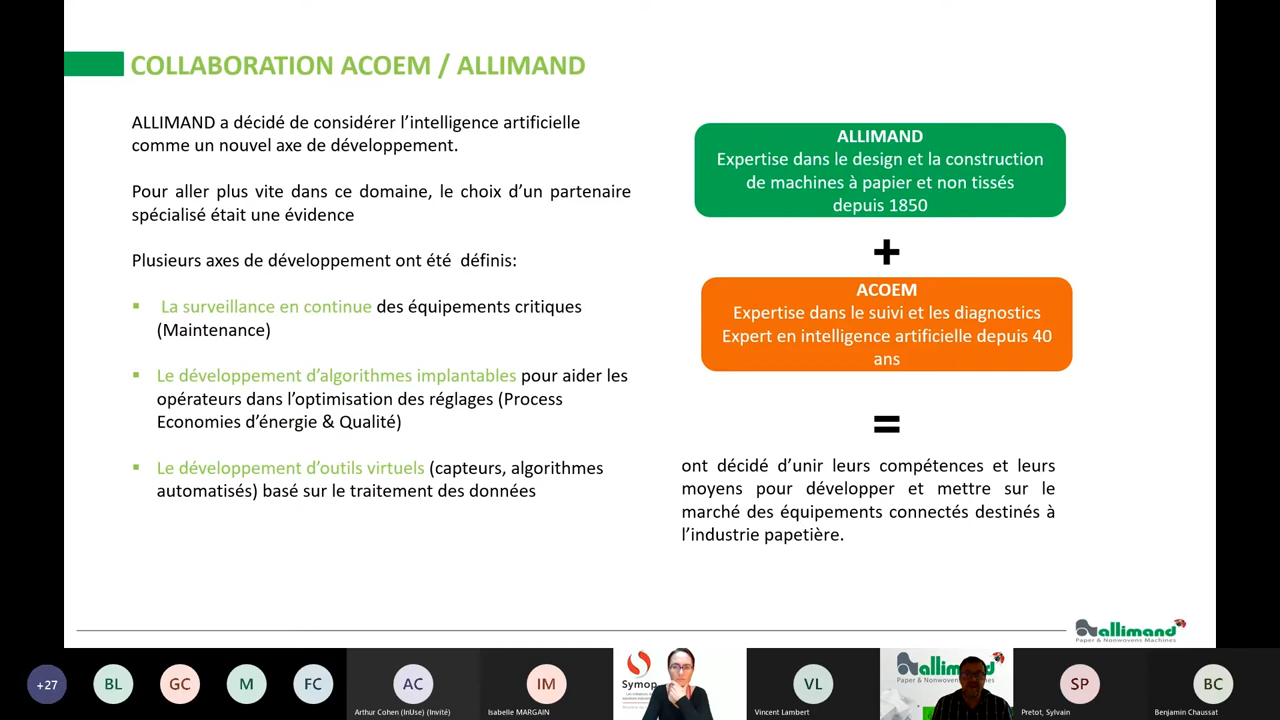 COLLABORATION ACOEM / ALLIMAND
ALLIMAND a décidé de considérer l’intelligence artificielle
comme un nouvel axe de développement.
Pour aller plus vite dans ce domaine, le choix d’un partenaire
spécialisé était une évidence
Plusieurs axes de développement ont été définis:
La surveillance en continue des équipements critiques
(Maintenance)
Le développement d’algorithmes implantables pour aider les
opérateurs dans l’optimisation des réglages (Process
Economies d’énergie & Qualité)
Le développement d’outils virtuels (capteurs, algorithmes
automatisés) basé sur le traitement des données
ALLIMAND
Expertise dans le design et la construction
de machines à papier et non tissés
depuis 1850
+
ACOEM
Expertise dans le suivi et les diagnostics
Expert en intelligence artificielle depuis 40
ans
=
ont décidé d’unir leurs compétences et leurs
moyens pour développer et mettre sur le
marché des équipements connectés destinés à
l’industrie papetière.
allimand
Paper & Nonwovens Machines
+27
BL
GC
M
FC
AC
Arthur Cohen (InUse) (Invité)
IM
Isabelle MARGAIN
Symop
VL
Vincent Lambert
allimand
Paper & Nonwovens Machines
SP
Pretot, Sylvain
BC
Benjamin Chaussat